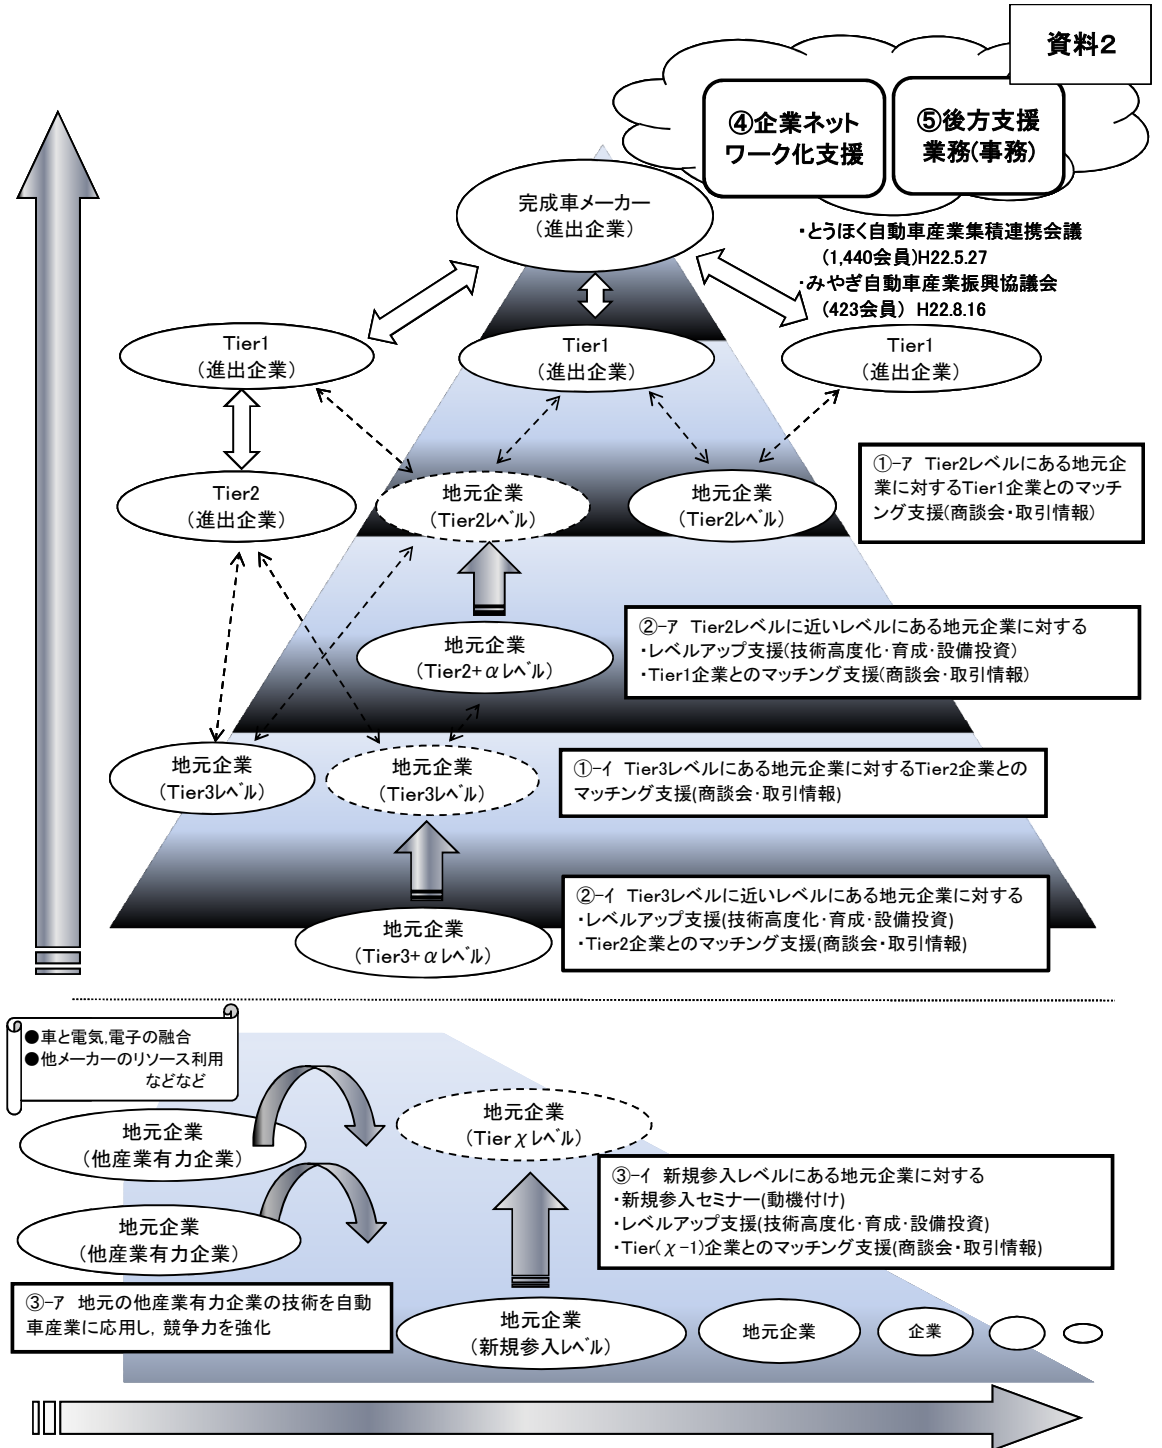 資料2
④企業ネット
ワーク化支援
⑤後方支援
業務(事務)
完成車メーカー
(進出企業)
・とうほく自動車産業集積連携会議
(1,440会員)H22.5.27
・みやぎ自動車産業振興協議会
(423会員) H22.8.16
Tier1
(進出企業)
Tier1
(進出企業)
Tier1
(進出企業)
①-ア Tier2レベルにある地元企
業に対するTier1企業とのマッチ
ング支援(商談会・取引情報)
Tier2
(進出企業)
地元企業
(Tier2レベル)
地元企業
(Tier2レベル)
②-ア Tier2レベルに近いレベルにある地元企業に対する
・レベルアップ支援(技術高度化・育成・設備投資)
・Tier1企業とのマッチング支援(商談会・取引情報)
地元企業
(Tier2+αレベル)
地元企業
(Tier3レベル)
地元企業
(Tier3レベル)
①-イ Tier3レベルにある地元企業に対するTier2企業との
マッチング支援(商談会・取引情報)
②-イ Tier3レベルに近いレベルにある地元企業に対する
・レベルアップ支援(技術高度化・育成・設備投資)
・Tier2企業とのマッチング支援(商談会・取引情報)
地元企業
(Tier3+αレベル)
●車と電気,電子の融合
●他メーカーのリソース利用
などなど
地元企業
(他産業有力企業)
地元企業
(Tierχレベル)
地元企業
(他産業有力企業)
③-イ 新規参入レベルにある地元企業に対する
・新規参入セミナー(動機付け)
・レベルアップ支援(技術高度化・育成・設備投資)
・Tier(χ-1)企業とのマッチング支援(商談会・取引情報)
③-ア 地元の他産業有力企業の技術を自動
車産業に応用し,競争力を強化
地元企業
(新規参入レベル)
地元企業
企業